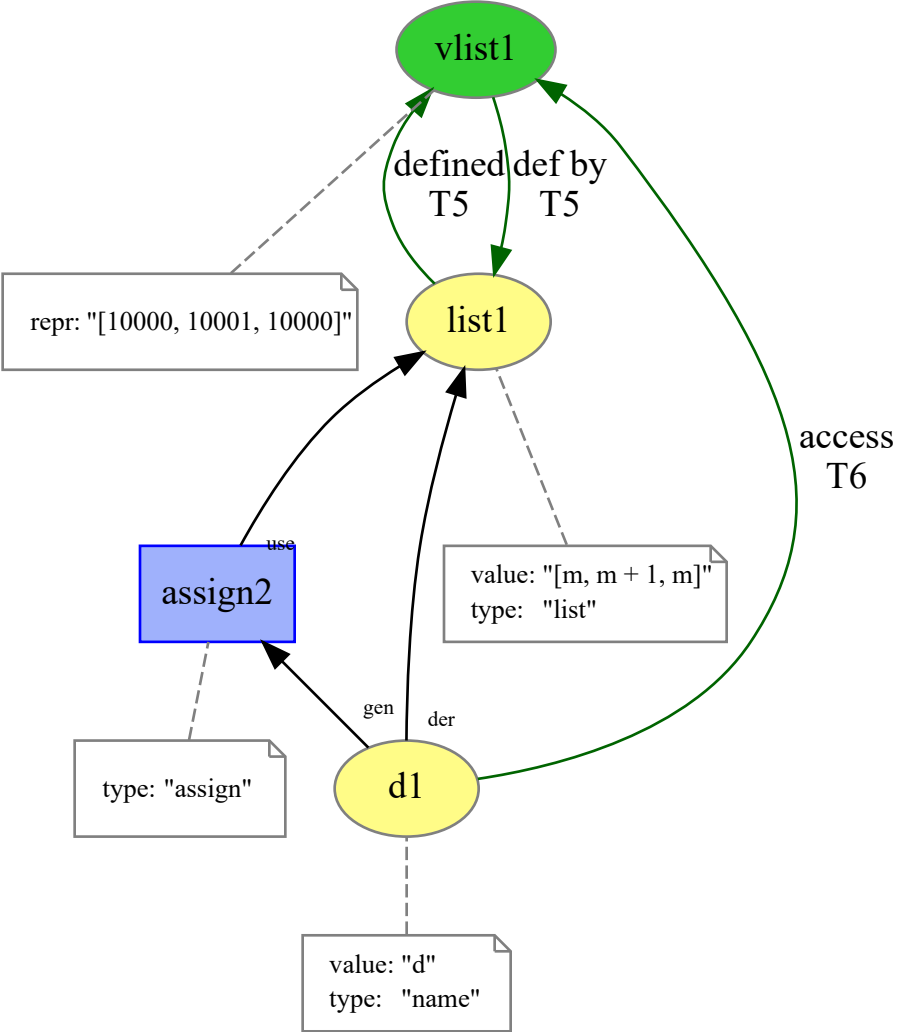 vlist1
defined
T5
def by
T5
repr: "[10000, 10001, 10000]"
list1
access
T6
use
assign2
value: "[m, m + 1, m]"
type: "list"
gen
der
type: "assign"
d1
value: "d"
type: "name"